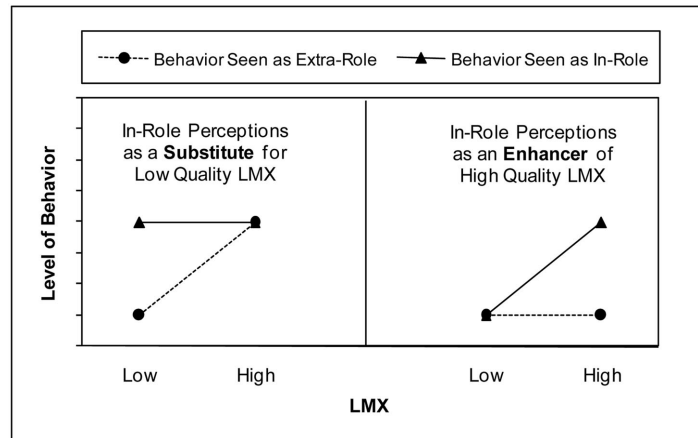 Behavior Seen as Extra-Role
Behavior Seen as In-Role
In-Role Perceptions
as a Substitute for
Low Quality LMX
In-Role Perceptions
as an Enhancer of
High Quality LMX
Level of Behavior
Low
High
Low
High
LMX